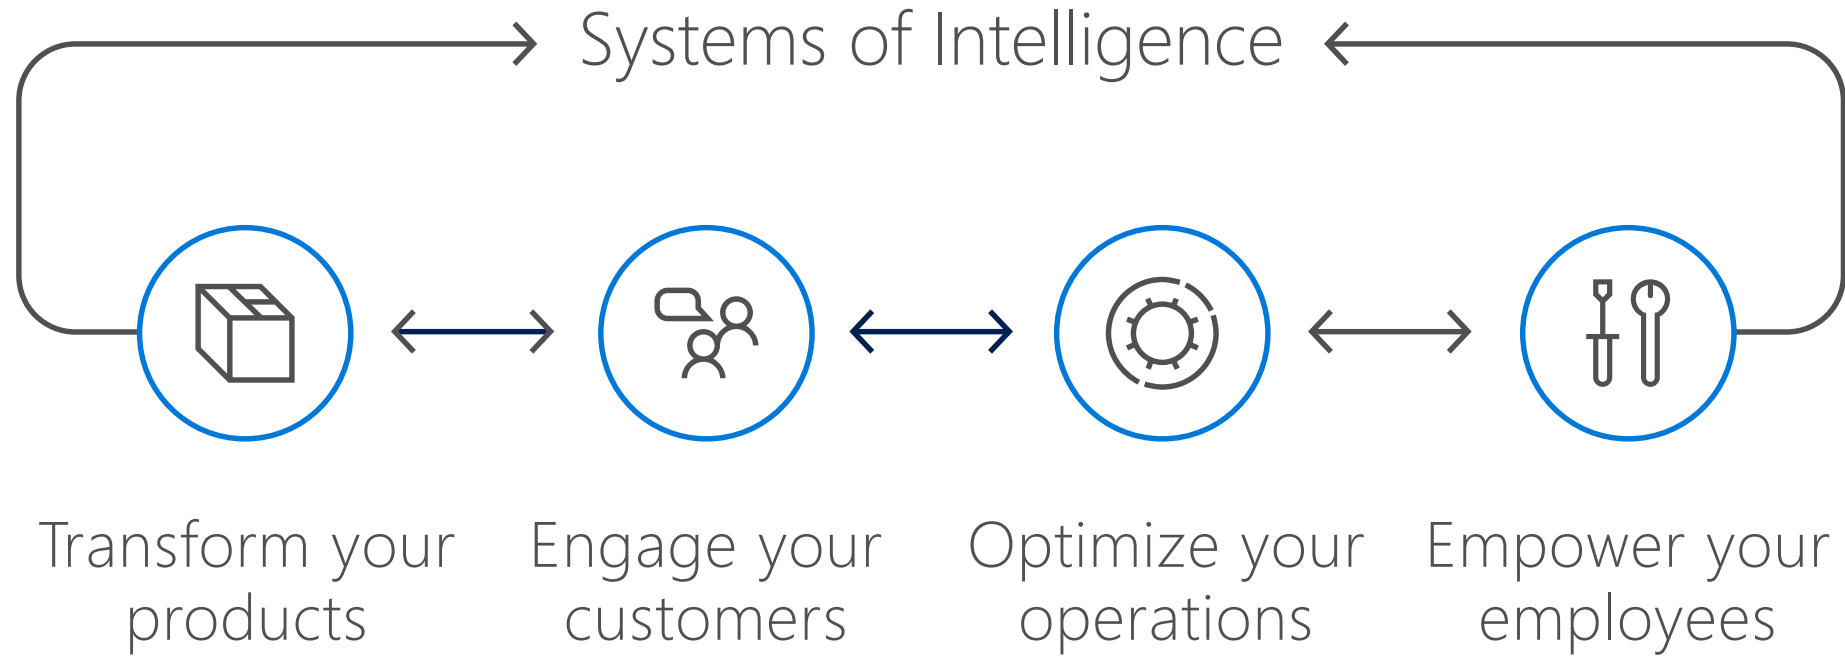 Systems of Intelligence
Transform your
products
Engage your
customers
Optimize your
operations
Empower your
employees